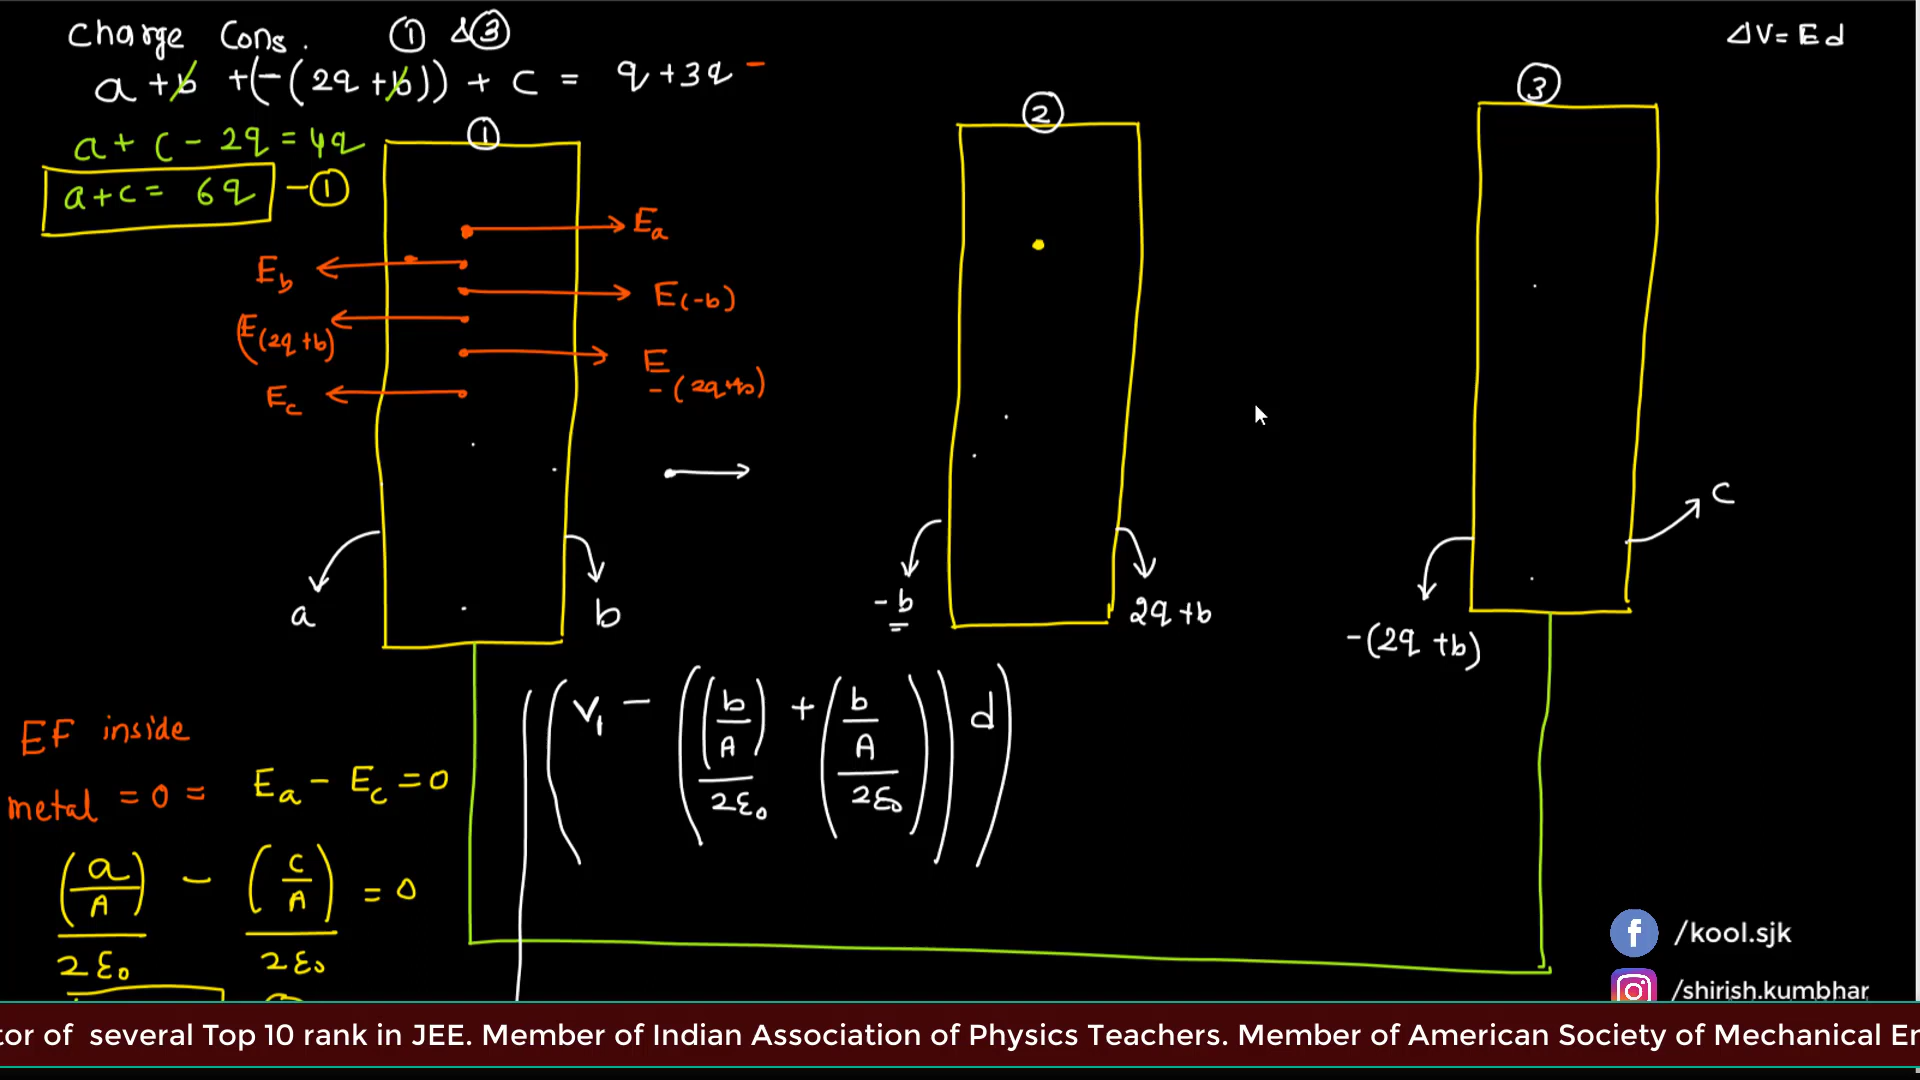 Charge Cons. ① & ③
a + b + (-(2q + b)) + c = q + 3q -
a + c - 2q = 4q
a + c = 6q - ①
ΔV = Ed
①
②
③
Ea
Eb
E(-b)
E(2q + b)
E-(2q+b)
Ec
a
b
-b
2q + b
-(2q + b)
c
EF inside
metal = 0 = Ea - Ec = 0
(a/A)/2ε₀ - (c/A)/2ε₀ = 0
((V₁ - ((b/A)/2ε₀ + (b/A)/2ε₀)) d)
f /kool.sjk
/shirish.kumbhar
tor of several Top 10 rank in JEE. Member of Indian Association of Physics Teachers. Member of American Society of Mechanical En